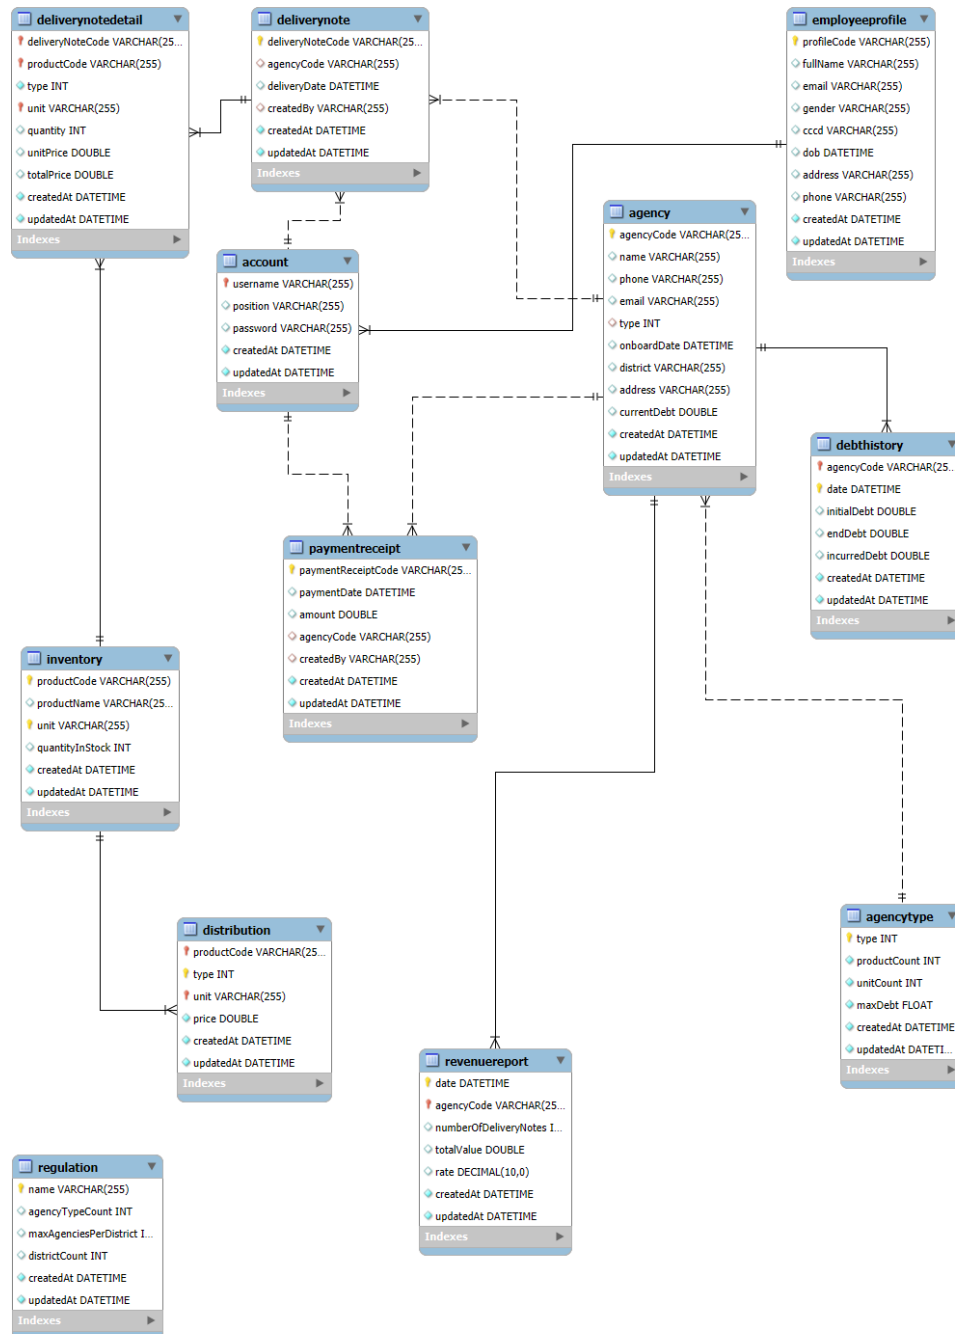 deliverynotedetail
deliveryNoteCode VARCHAR(25...
productCode VARCHAR(255)
type INT
unit VARCHAR(255)
quantity INT
unitPrice DOUBLE
totalPrice DOUBLE
createdAt DATETIME
updatedAt DATETIME
Indexes
deliverynote
deliveryNoteCode VARCHAR(25...
agencyCode VARCHAR(255)
deliveryDate DATETIME
createdBy VARCHAR(255)
createdAt DATETIME
updatedAt DATETIME
Indexes
employeeprofile
profileCode VARCHAR(255)
fullName VARCHAR(255)
email VARCHAR(255)
gender VARCHAR(255)
cccd VARCHAR(255)
dob DATETIME
address VARCHAR(255)
phone VARCHAR(255)
createdAt DATETIME
updatedAt DATETIME
Indexes
agency
agencyCode VARCHAR(25...
name VARCHAR(255)
phone VARCHAR(255)
email VARCHAR(255)
type INT
onboardDate DATETIME
district VARCHAR(255)
address VARCHAR(255)
currentDebt DOUBLE
createdAt DATETIME
updatedAt DATETIME
Indexes
account
username VARCHAR(255)
position VARCHAR(255)
password VARCHAR(255)
createdAt DATETIME
updatedAt DATETIME
Indexes
debthistory
agencyCode VARCHAR(25...
date DATETIME
initialDebt DOUBLE
endDebt DOUBLE
incurredDebt DOUBLE
createdAt DATETIME
updatedAt DATETIME
Indexes
paymentreceipt
paymentReceiptCode VARCHAR(25...
paymentDate DATETIME
amount DOUBLE
agencyCode VARCHAR(255)
createdBy VARCHAR(255)
createdAt DATETIME
updatedAt DATETIME
Indexes
inventory
productCode VARCHAR(255)
productName VARCHAR(25...
unit VARCHAR(255)
quantityInStock INT
createdAt DATETIME
updatedAt DATETIME
Indexes
distribution
productCode VARCHAR(25...
type INT
unit VARCHAR(255)
price DOUBLE
createdAt DATETIME
updatedAt DATETIME
Indexes
agencytype
type INT
productCount INT
unitCount INT
maxDebt FLOAT
createdAt DATETIME
updatedAt DATETI...
Indexes
revenuereport
date DATETIME
agencyCode VARCHAR(25...
numberOfDeliveryNotes I...
totalValue DOUBLE
rate DECIMAL(10,0)
createdAt DATETIME
updatedAt DATETIME
Indexes
regulation
name VARCHAR(255)
agencyTypeCount INT
maxAgenciesPerDistrict I...
districtCount INT
createdAt DATETIME
updatedAt DATETIME
Indexes